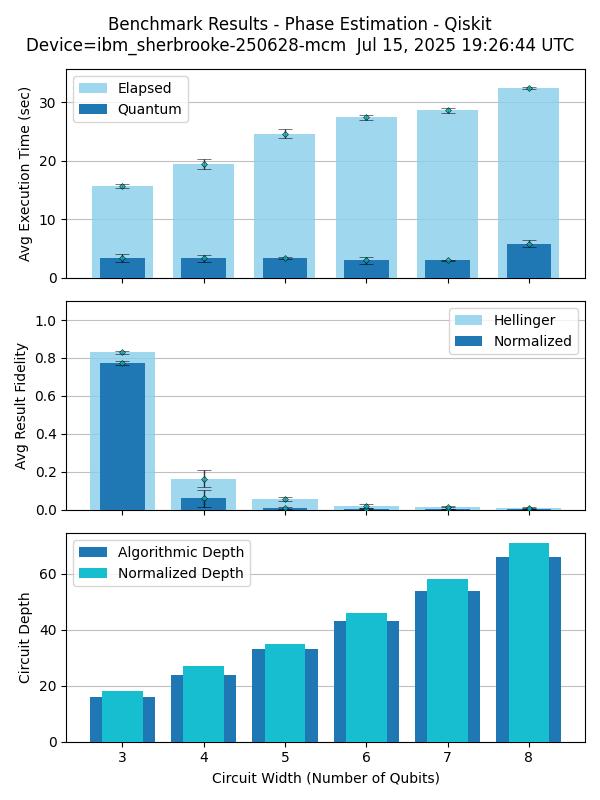 Benchmark Results - Phase Estimation - Qiskit
Device=ibm_sherbrooke-250628-mcm  Jul 15, 2025 19:26:44 UTC
Avg Execution Time (sec)
30
20
10
0
Elapsed
Quantum
Avg Result Fidelity
1.0
0.8
0.6
0.4
0.2
0.0
Hellinger
Normalized
Circuit Depth
60
40
20
0
Algorithmic Depth
Normalized Depth
3 4 5 6 7 8
Circuit Width (Number of Qubits)